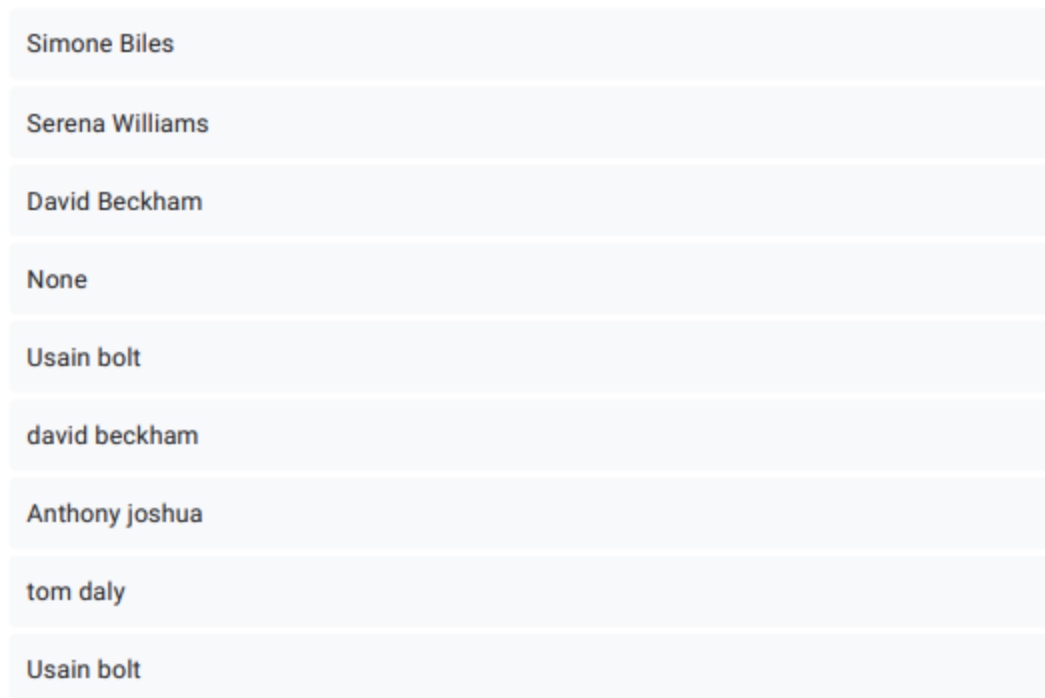 Simone Biles
Serena Williams
David Beckham
None
Usain bolt
david beckham
Anthony joshua
tom daly
Usain bolt